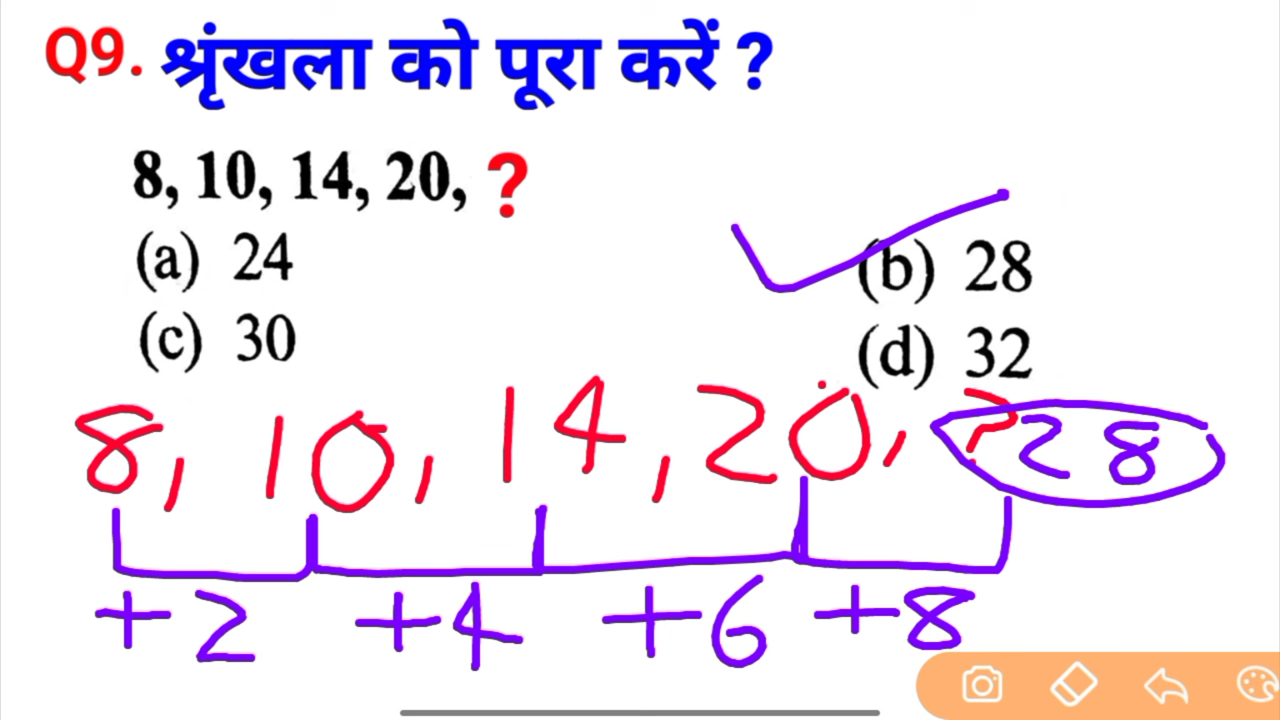 Q9. श्रृंखला को पूरा करें ?
8, 10, 14, 20, ?
(a) 24
(b) 28
(c) 30
(d) 32
8, 10, 14, 20, ? 28
+2 +4 +6 +8